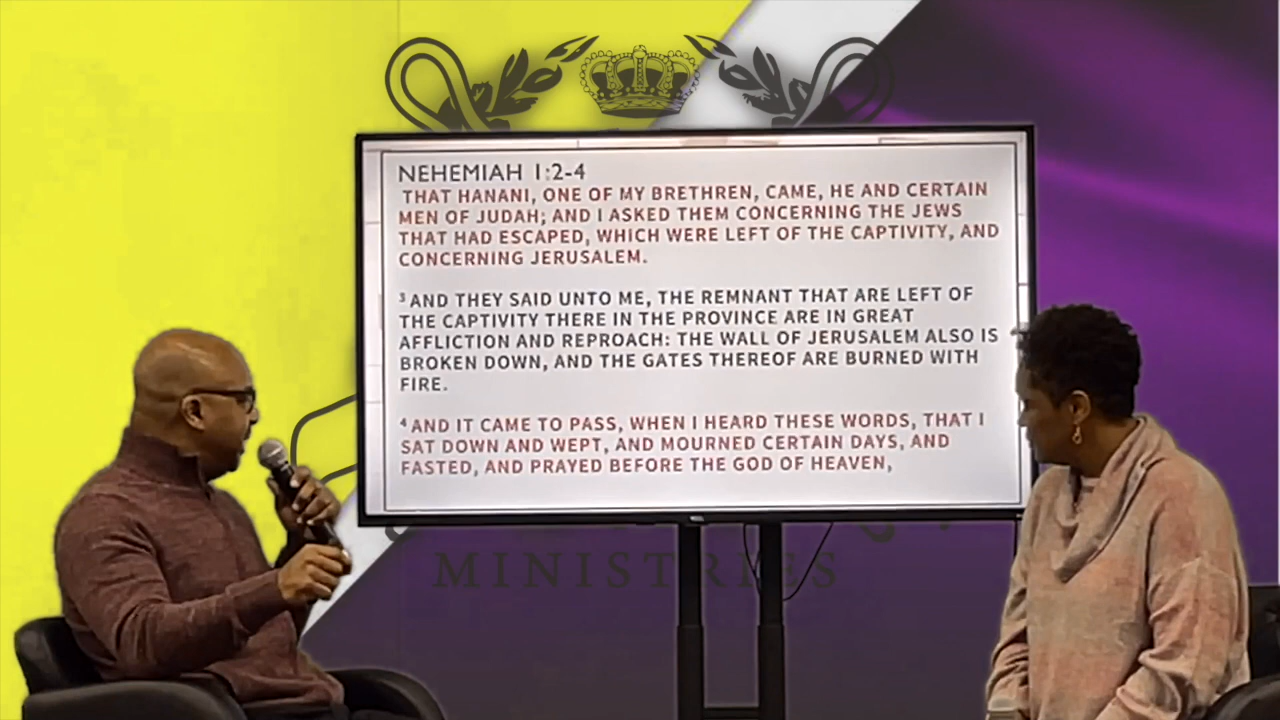 NEHEMIAH 1:2-4
THAT HANANI, ONE OF MY BRETHREN, CAME, HE AND CERTAIN
MEN OF JUDAH; AND I ASKED THEM CONCERNING THE JEWS
THAT HAD ESCAPED, WHICH WERE LEFT OF THE CAPTIVITY, AND
CONCERNING JERUSALEM.
3 AND THEY SAID UNTO ME, THE REMNANT THAT ARE LEFT OF
THE CAPTIVITY THERE IN THE PROVINCE ARE IN GREAT
AFFLICTION AND REPROACH: THE WALL OF JERUSALEM ALSO IS
BROKEN DOWN, AND THE GATES THEREOF ARE BURNED WITH
FIRE.
4 AND IT CAME TO PASS, WHEN I HEARD THESE WORDS, THAT I
SAT DOWN AND WEPT, AND MOURNED CERTAIN DAYS, AND
FASTED, AND PRAYED BEFORE THE GOD OF HEAVEN,
MINISTRIES